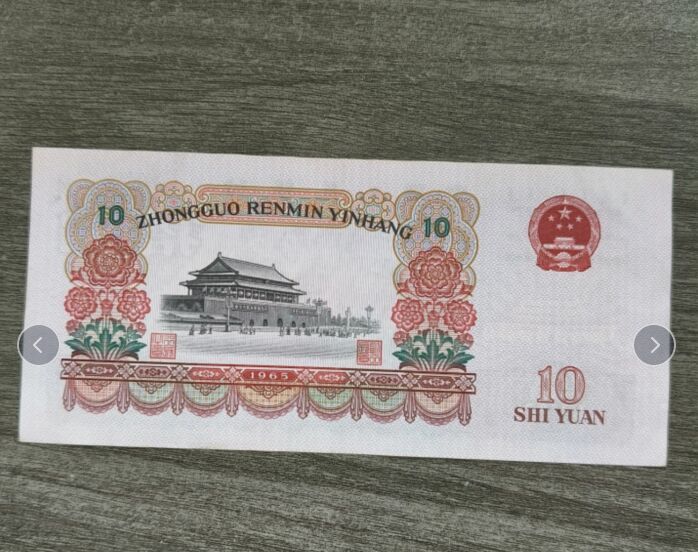 10 ZHONGGUO RENMIN YINHANG 10
1965
10
SHI YUAN